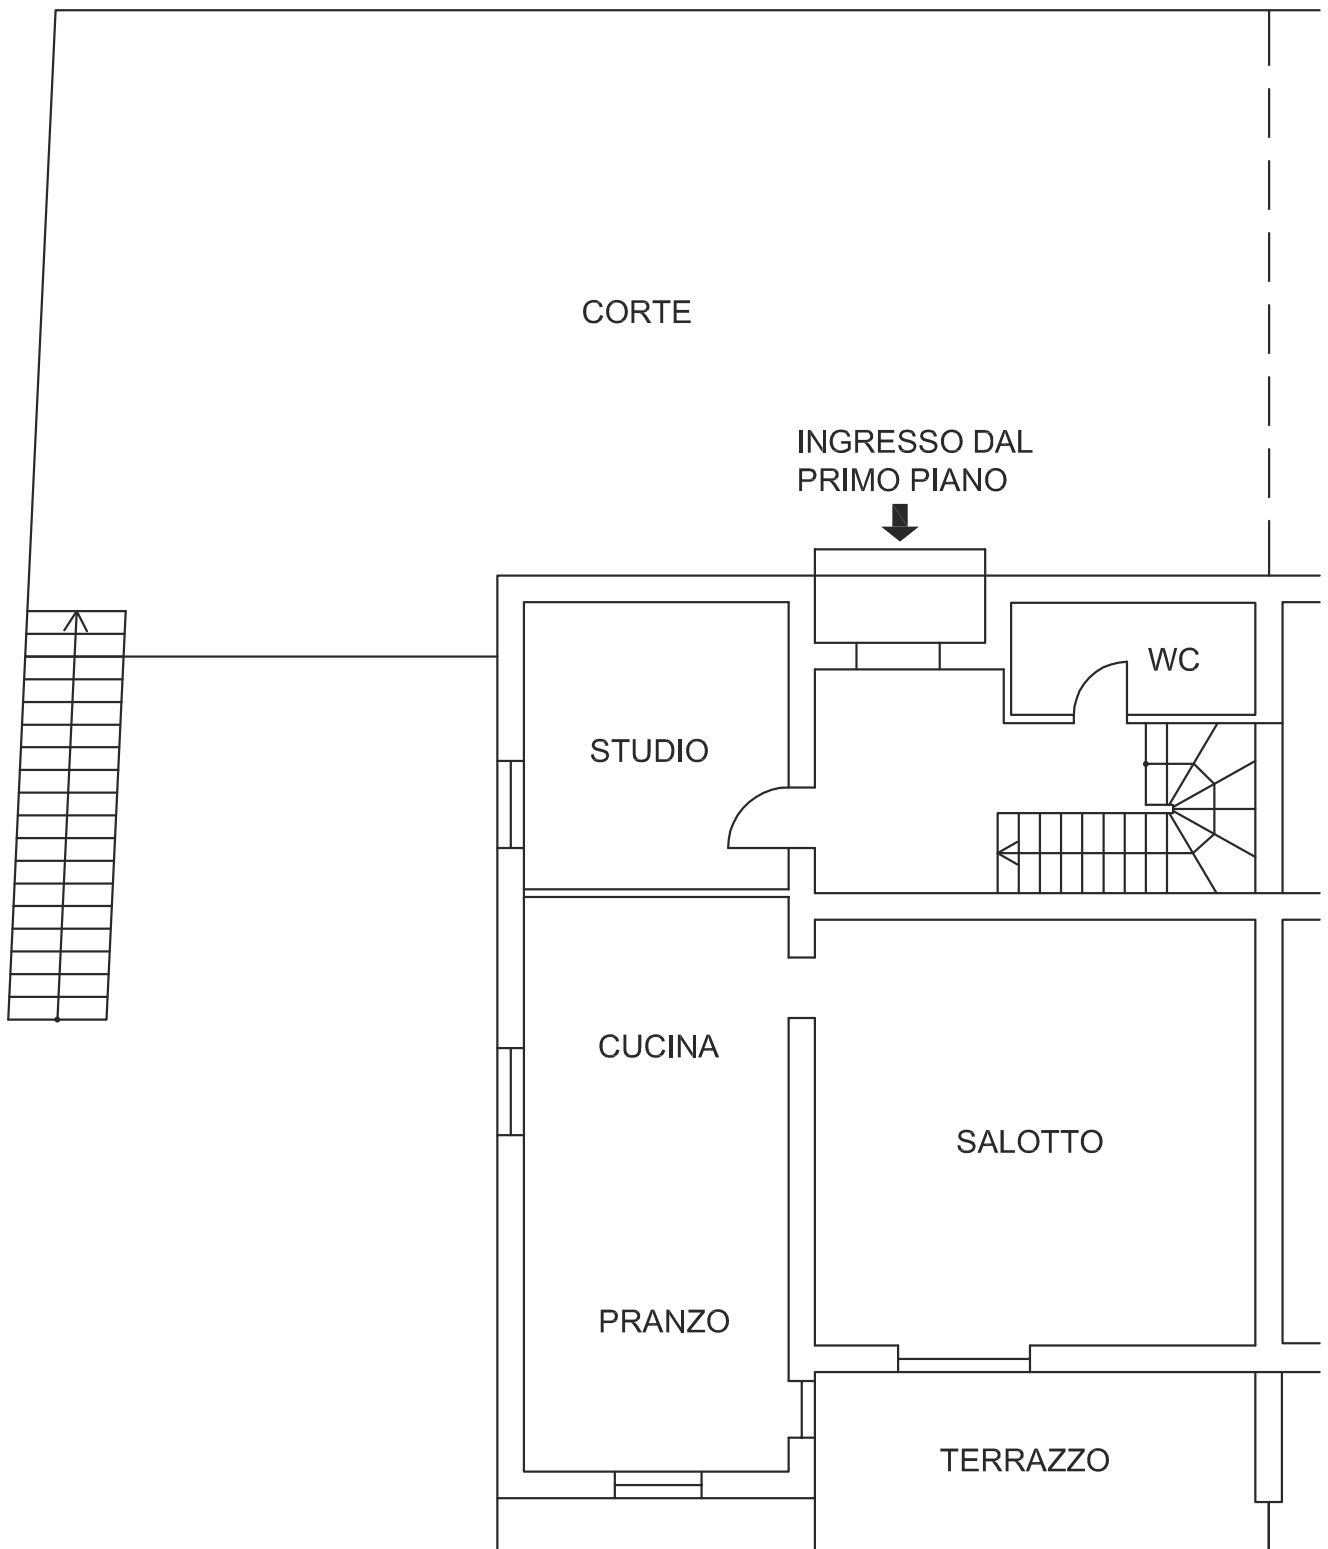 CORTE
INGRESSO DAL
PRIMO PIANO
WC
STUDIO
CUCINA
SALOTTO
PRANZO
TERRAZZO